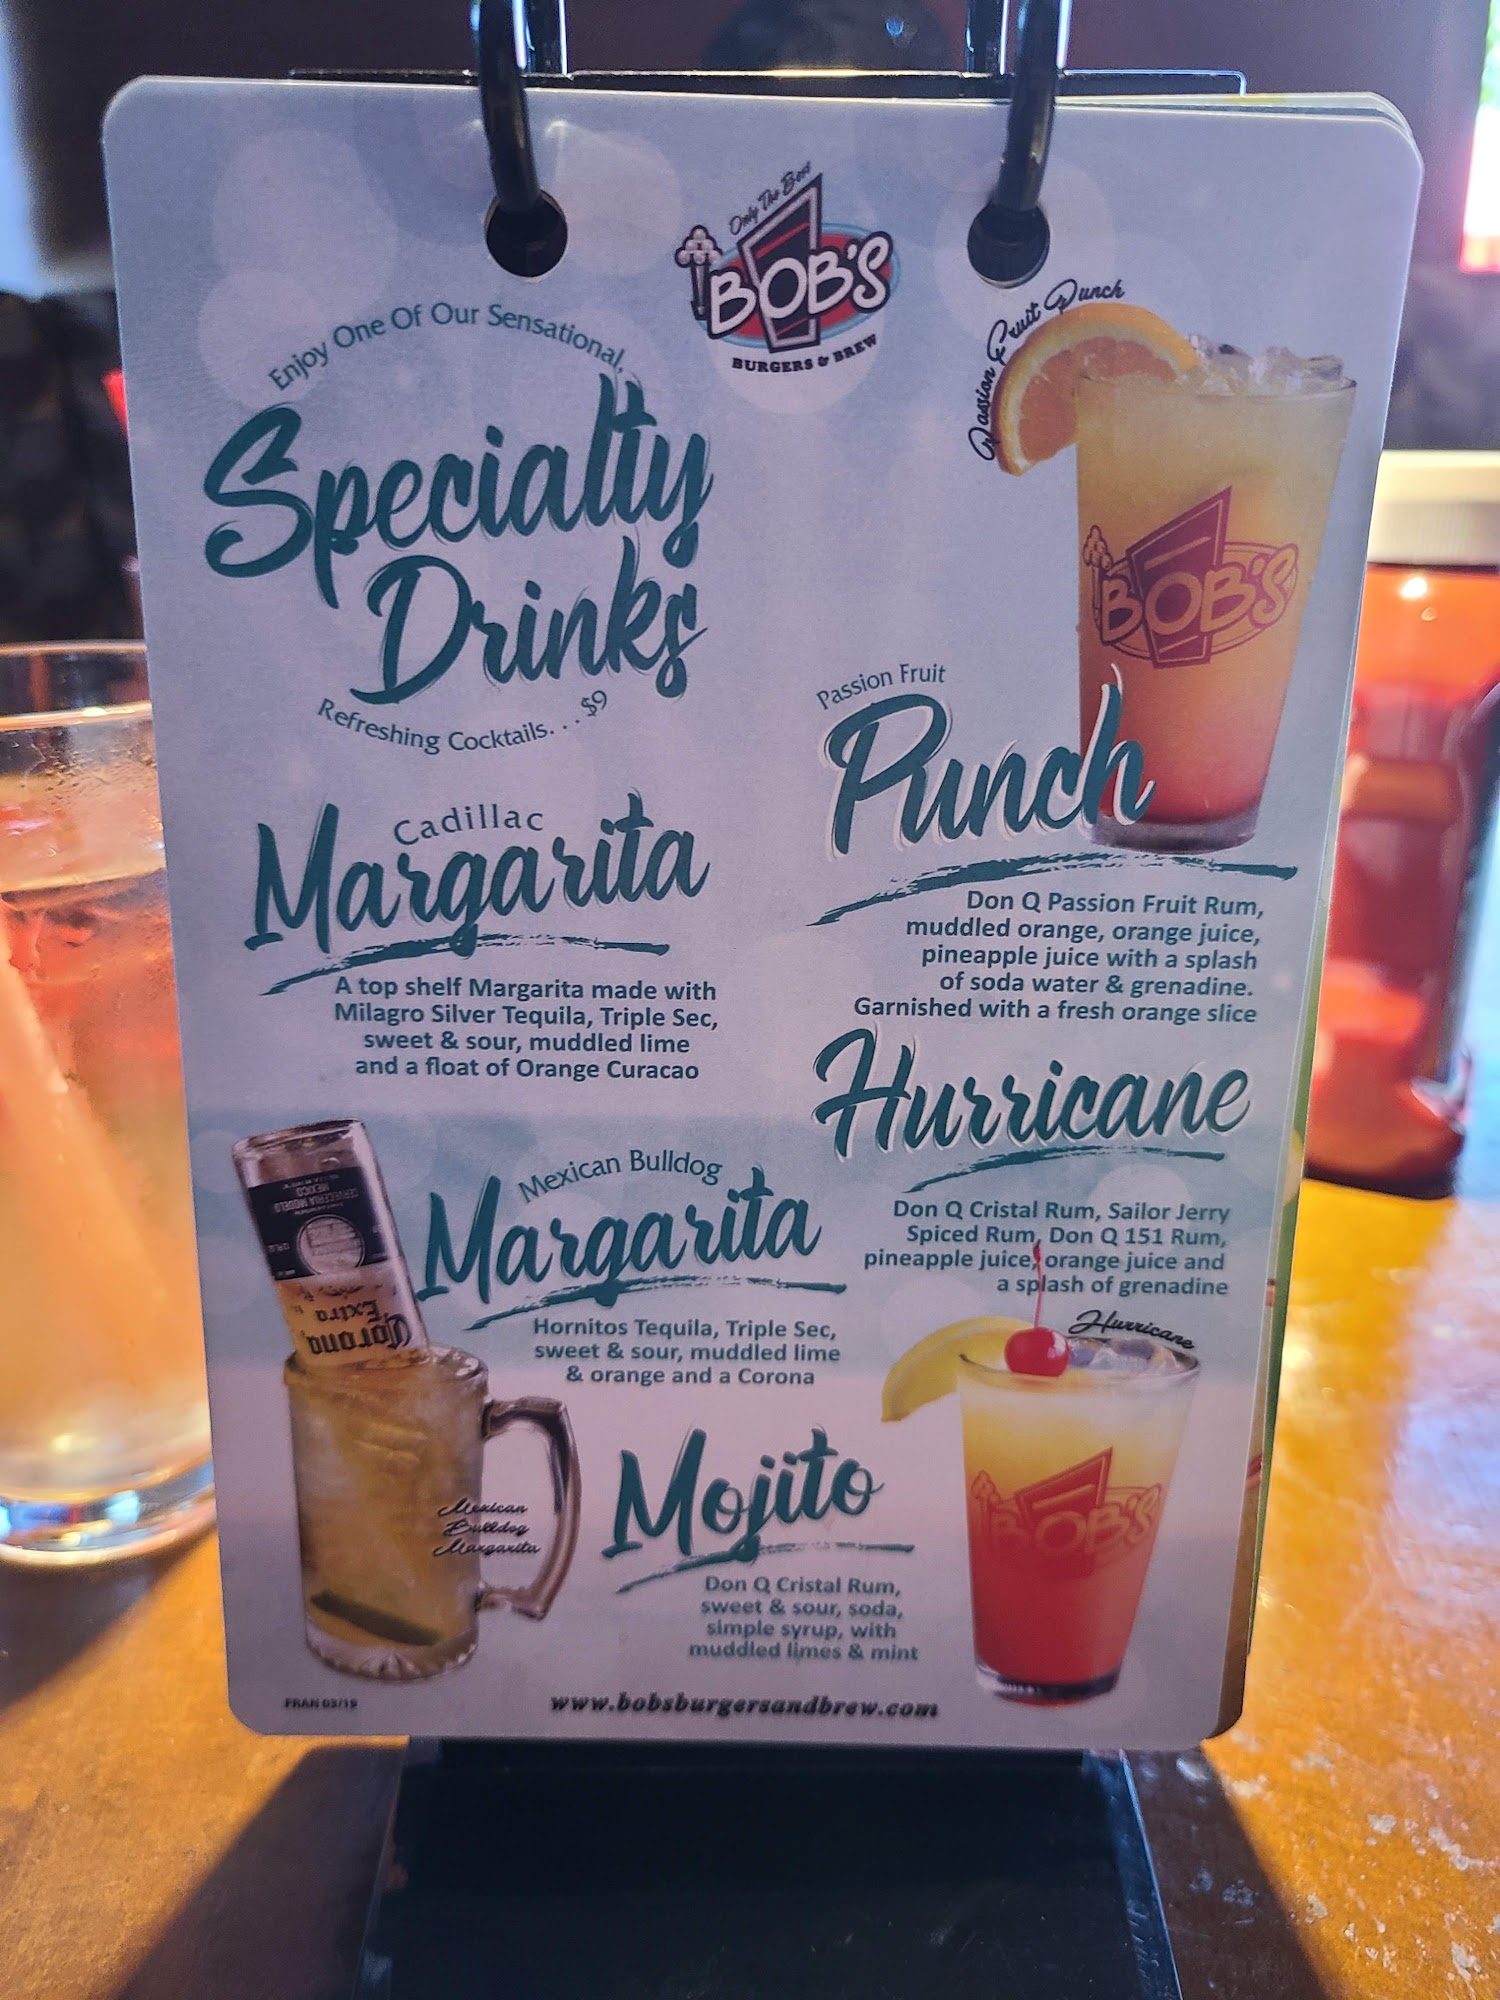 Only The Best
BOB'S
BURGERS & BREW
Enjoy One Of Our Sensational,
Specialty
Drinks
Refreshing Cocktails. . . $9
Cadillac
Margarita
A top shelf Margarita made with
Milagro Silver Tequila, Triple Sec,
sweet & sour, muddled lime
and a float of Orange Curacao
Mexican Bulldog
Margarita
Hornitos Tequila, Triple Sec,
sweet & sour, muddled lime
& orange and a Corona
CERVECERIA MODELO
MEXICO
Corona
Extra
Mexican
Bulldog
Margarita
Mojito
Don Q Cristal Rum,
sweet & sour, soda,
simple syrup, with
muddled limes & mint
Passion Fruit Punch
BOB'S
Passion Fruit
Punch
Don Q Passion Fruit Rum,
muddled orange, orange juice,
pineapple juice with a splash
of soda water & grenadine.
Garnished with a fresh orange slice
Hurricane
Don Q Cristal Rum, Sailor Jerry
Spiced Rum, Don Q 151 Rum,
pineapple juice, orange juice and
a splash of grenadine
Hurricane
BOB'S
FRAN 03/19
www.bobsburgersandbrew.com